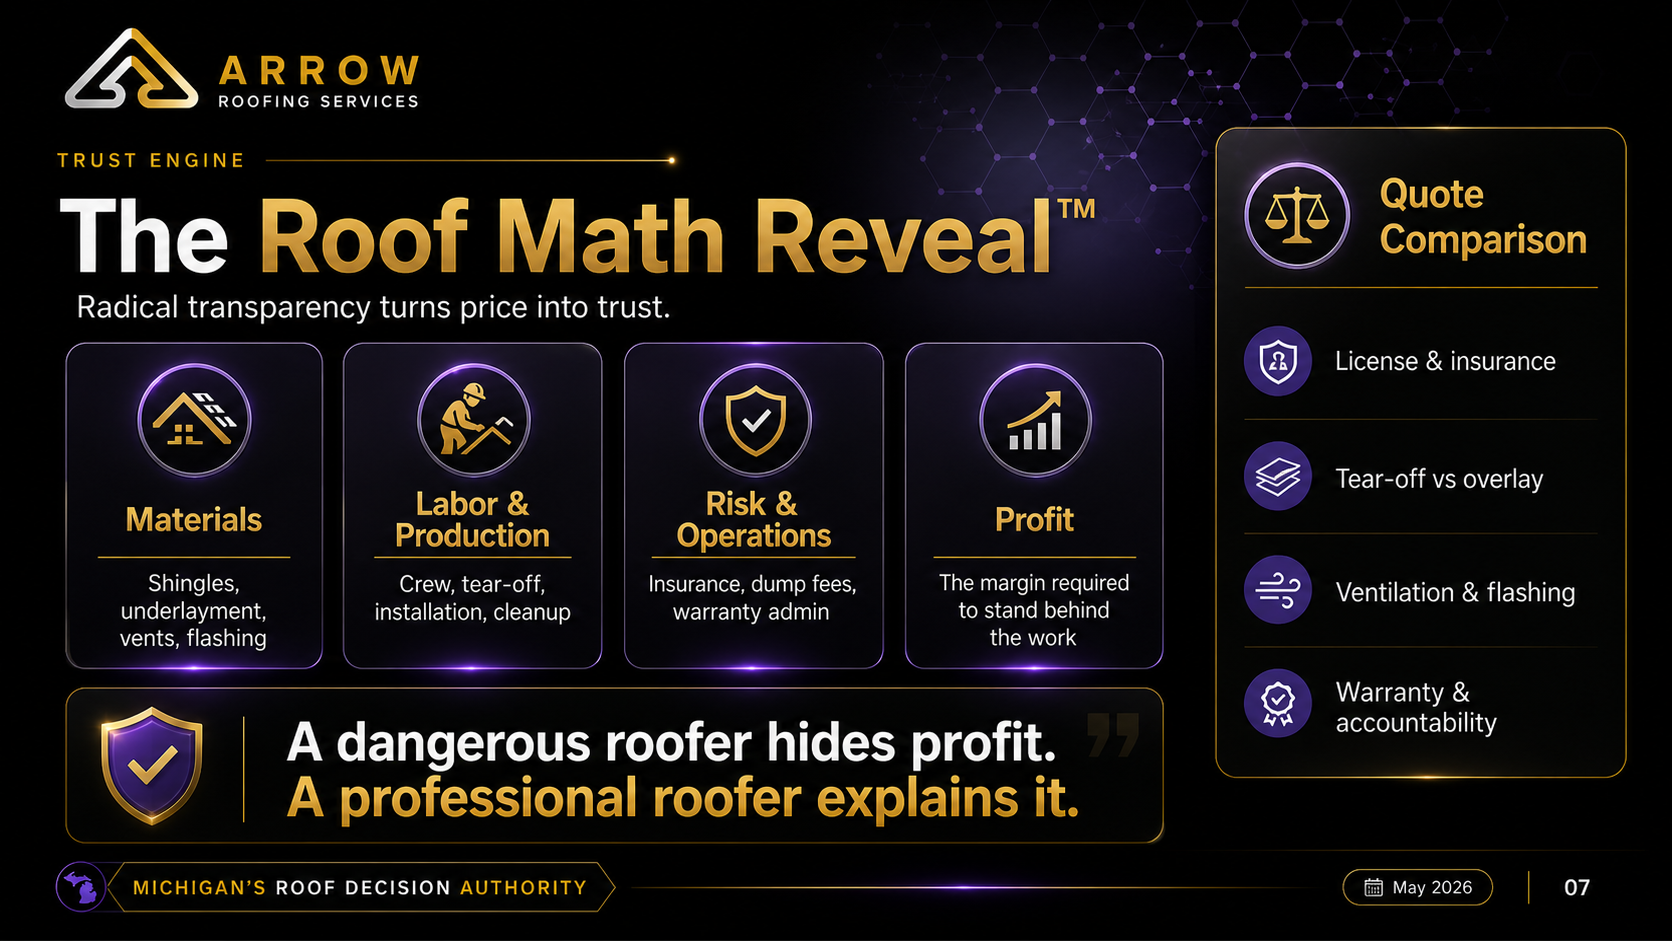 ARROW
ROOFING SERVICES
TRUST ENGINE
The Roof Math Reveal™
Radical transparency turns price into trust.
Materials
Shingles,
underlayment,
vents, flashing
Labor &
Production
Crew, tear-off,
installation, cleanup
Risk &
Operations
Insurance, dump fees,
warranty admin
Profit
The margin required
to stand behind
the work
A dangerous roofer hides profit.
A professional roofer explains it.
”
Quote
Comparison
License & insurance
Tear-off vs overlay
Ventilation & flashing
Warranty &
accountability
MICHIGAN'S ROOF DECISION AUTHORITY
May 2026
07